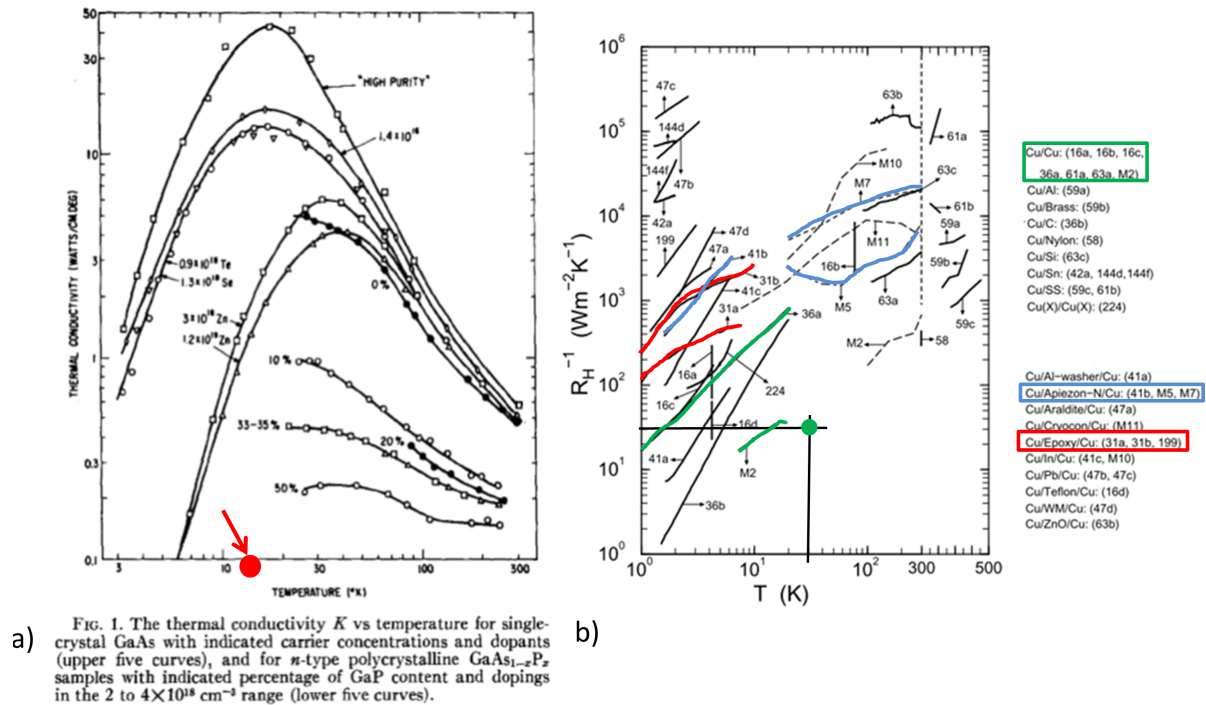 50
40
30
20
10
5
3
2
1
0.5
0.3
0.2
0.1
THERMAL CONDUCTIVITY (WATTS/CM DEG)
"HIGH PURITY"
1.4×10¹⁶
0.9×10¹⁸ Te
1.3×10¹⁸ Se
0%
3×10¹⁸ Zn
1.2×10¹⁹ Zn
10%
33-35%
20%
50%
3
10
30
100
300
TEMPERATURE (°K)
a)
FIG. 1. The thermal conductivity K vs temperature for single-
crystal GaAs with indicated carrier concentrations and dopants
(upper five curves), and for n-type polycrystalline GaAs₁₋ₓPₓ
samples with indicated percentage of GaP content and dopings
in the 2 to 4×10¹⁸ cm⁻³ range (lower five curves).
10⁶
10⁵
10⁴
10³
10²
10¹
10⁰
R_H⁻¹ (Wm⁻²K⁻¹)
47c
63b
144d
61a
M10
144f
47b
M7
63c
42a
61b
199
47d
59a
47a
41b
M11
31b
16b
59b
41c
63a
M5
31a
36a
59c
M2
58
16a
224
16c
16d
41a
M2
36b
10⁰
10¹
10²
300
500
T (K)
b)
Cu/Cu: (16a, 16b, 16c,
36a, 61a, 63a, M2)
Cu/Al: (59a)
Cu/Brass: (59b)
Cu/C: (36b)
Cu/Nylon: (58)
Cu/Si: (63c)
Cu/Sn: (42a, 144d,144f)
Cu/SS: (59c, 61b)
Cu(X)/Cu(X): (224)
Cu/Al-washer/Cu: (41a)
Cu/Apiezon-N/Cu: (41b, M5, M7)
Cu/Araldite/Cu: (47a)
Cu/Cryocon/Cu: (M11)
Cu/Epoxy/Cu: (31a, 31b, 199)
Cu/In/Cu: (41c, M10)
Cu/Pb/Cu: (47b, 47c)
Cu/Teflon/Cu: (16d)
Cu/WM/Cu: (47d)
Cu/ZnO/Cu: (63b)